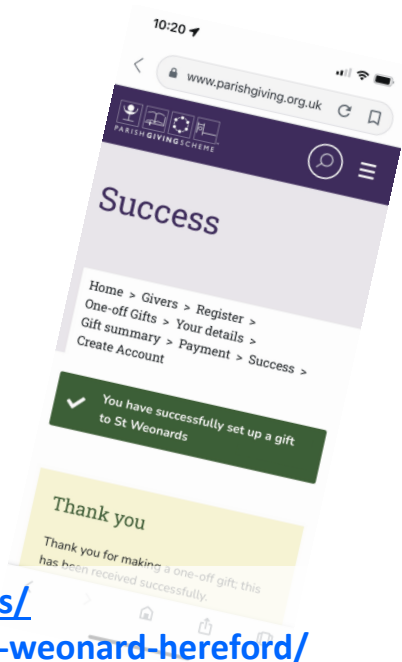 10:20
www.parishgiving.org.uk
PARISH GIVING SCHEME
Success
Home > Givers > Register >
One-off Gifts > Your details >
Gift summary > Payment > Success >
Create Account
You have successfully set up a gift
to St Weonards
Thank you
Thank you for making a one-off gift; this
has been received successfully.
s/
-weonard-hereford/